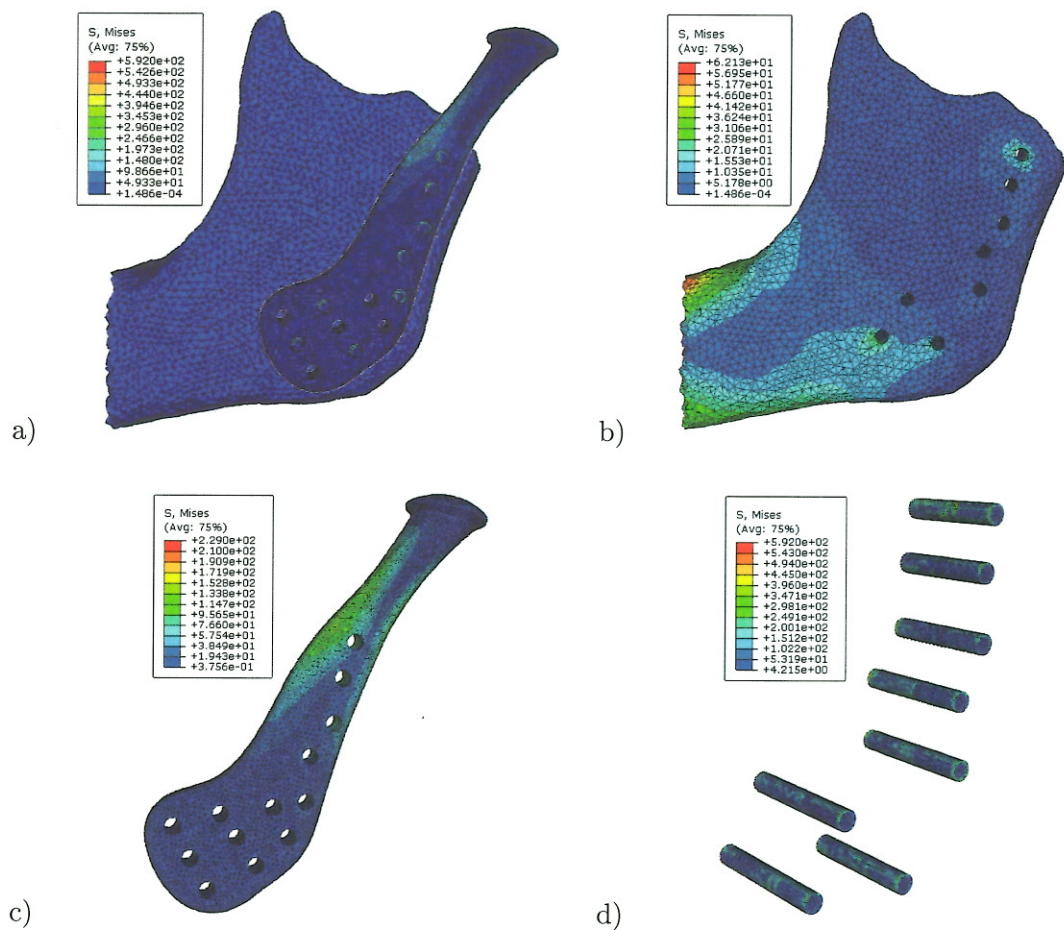 S, Mises
(Avg: 75%)
+5.920e+02
+5.426e+02
+4.933e+02
+4.440e+02
+3.946e+02
+3.453e+02
+2.960e+02
+2.466e+02
+1.973e+02
+1.480e+02
+9.866e+01
+4.933e+01
+1.486e-04
a)
S, Mises
(Avg: 75%)
+6.213e+01
+5.695e+01
+5.177e+01
+4.660e+01
+4.142e+01
+3.624e+01
+3.106e+01
+2.589e+01
+2.071e+01
+1.553e+01
+1.035e+01
+5.178e+00
+1.486e-04
b)
S, Mises
(Avg: 75%)
+2.290e+02
+2.100e+02
+1.909e+02
+1.719e+02
+1.528e+02
+1.338e+02
+1.147e+02
+9.565e+01
+7.660e+01
+5.754e+01
+3.849e+01
+1.943e+01
+3.756e-01
c)
S, Mises
(Avg: 75%)
+5.920e+02
+5.430e+02
+4.940e+02
+4.450e+02
+3.960e+02
+3.471e+02
+2.981e+02
+2.491e+02
+2.001e+02
+1.512e+02
+1.022e+02
+5.319e+01
+4.215e+00
d)